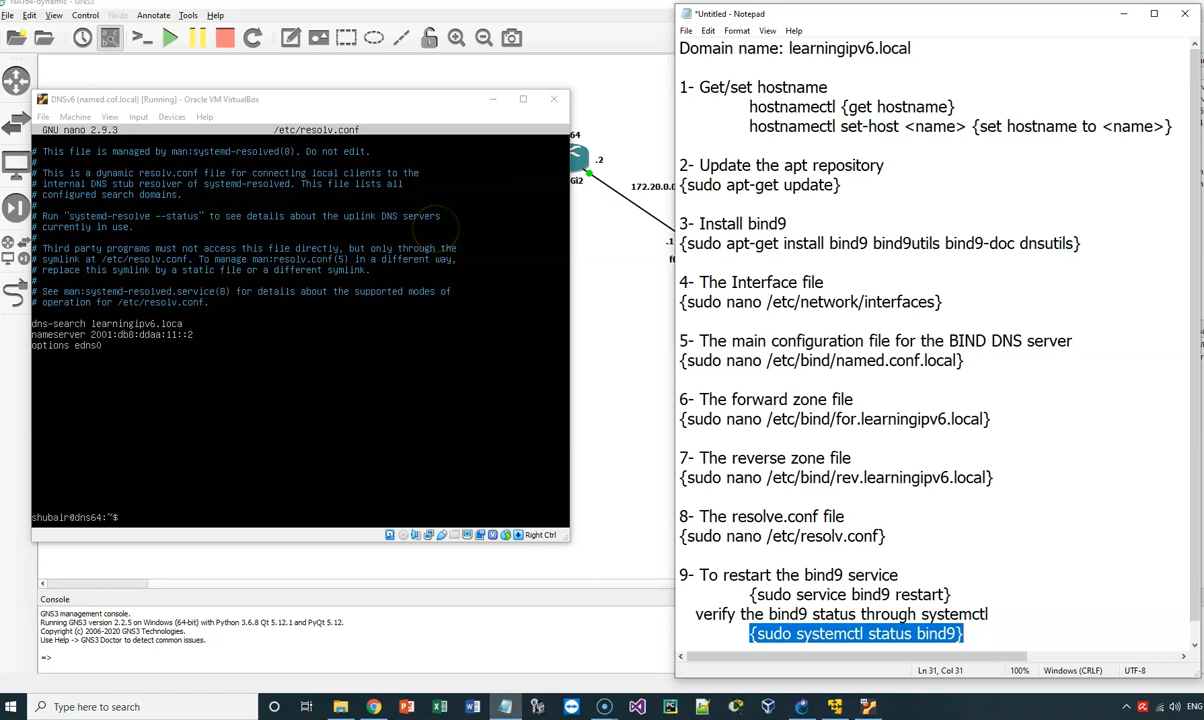 NAT64-dynamic - GNS3
File Edit View Control Node Annotate Tools Help
DNSv6 (named.cof.local) [Running] - Oracle VM VirtualBox
File Machine View Input Devices Help
GNU nano 2.9.3 /etc/resolv.conf
# This file is managed by man:systemd-resolved(8). Do not edit.
#
# This is a dynamic resolv.conf file for connecting local clients to the
# internal DNS stub resolver of systemd-resolved. This file lists all
# configured search domains.
#
# Run "systemd-resolve --status" to see details about the uplink DNS servers
# currently in use.
#
# Third party programs must not access this file directly, but only through the
# symlink at /etc/resolv.conf. To manage man:resolv.conf(5) in a different way,
# replace this symlink by a static file or a different symlink.
#
# See man:systemd-resolved.service(8) for details about the supported modes of
# operation for /etc/resolv.conf.
dns-search learningipv6.loca
nameserver 2001:db8:ddaa:11::2
options edns0
shubair@dns64:~$
Right Ctrl
64
.2
Gi2
172.20.0.0
.1
Console
GNS3 management console.
Running GNS3 version 2.2.5 on Windows (64-bit) with Python 3.6.8 Qt 5.12.1 and PyQt 5.12.
Copyright (c) 2006-2020 GNS3 Technologies.
Use Help -> GNS3 Doctor to detect common issues.
=>
*Untitled - Notepad
File Edit Format View Help
Domain name: learningipv6.local
1- Get/set hostname
hostnamectl {get hostname}
hostnamectl set-host <name> {set hostname to <name>}
2- Update the apt repository
{sudo apt-get update}
3- Install bind9
{sudo apt-get install bind9 bind9utils bind9-doc dnsutils}
4- The Interface file
{sudo nano /etc/network/interfaces}
5- The main configuration file for the BIND DNS server
{sudo nano /etc/bind/named.conf.local}
6- The forward zone file
{sudo nano /etc/bind/for.learningipv6.local}
7- The reverse zone file
{sudo nano /etc/bind/rev.learningipv6.local}
8- The resolve.conf file
{sudo nano /etc/resolv.conf}
9- To restart the bind9 service
{sudo service bind9 restart}
verify the bind9 status through systemctl
{sudo systemctl status bind9}
Ln 31, Col 31 100% Windows (CRLF) UTF-8
Type here to search
ENG